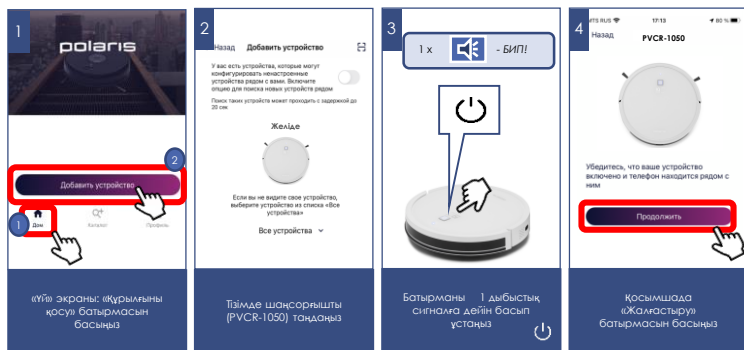 1
polaris
2
Добавить устройство
1
Дом
Каталог
Профиль
«Үй» экраны: «Құрылғыны
қосу» батырмасын
басыңыз
2
Назад Добавить устройство
У вас есть устройства, которые могут
конфигурировать ненастроенные
устройства рядом с вами. Включите
опцию для поиска новых устройств рядом
Поиск таких устройств может проходить с задержкой до
20 сек
Желіде
Если вы не видите свое устройство,
выберите устройство из списка «Все
устройства»
Все устройства
Тізімде шаңсорғышты
(PVCR-1050) таңдаңыз
3
1 x - БИП!
Батырманы 1 дыбыстық
сигналға дейін басып
ұстаңыз
4
MTS RUS 17:13 80 %
Назад PVCR-1050
Убедитесь, что ваше устройство
включено и телефон находится рядом с
ним
Продолжить
Қосымшада
«Жалғастыру»
батырмасын басыңыз